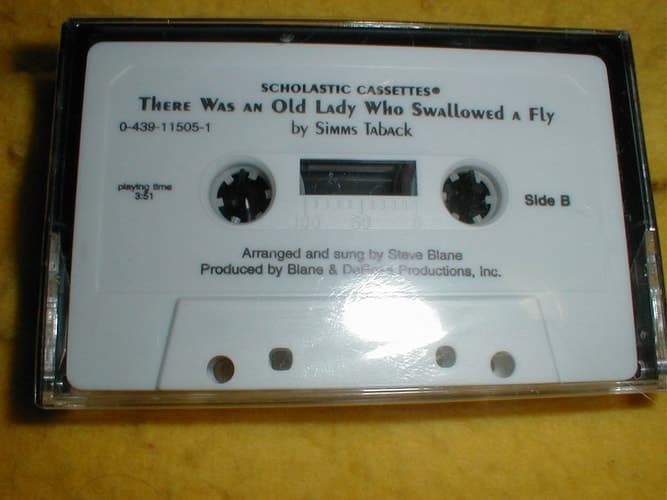 SCHOLASTIC CASSETTES®
THERE WAS AN OLD LADY WHO SWALLOWED A FLY
0-439-11505-1
by SIMMS TABACK
playing time
3:51
Side B
100 50 0
Arranged and sung by Steve Blane
Produced by Blane & Productions, Inc.